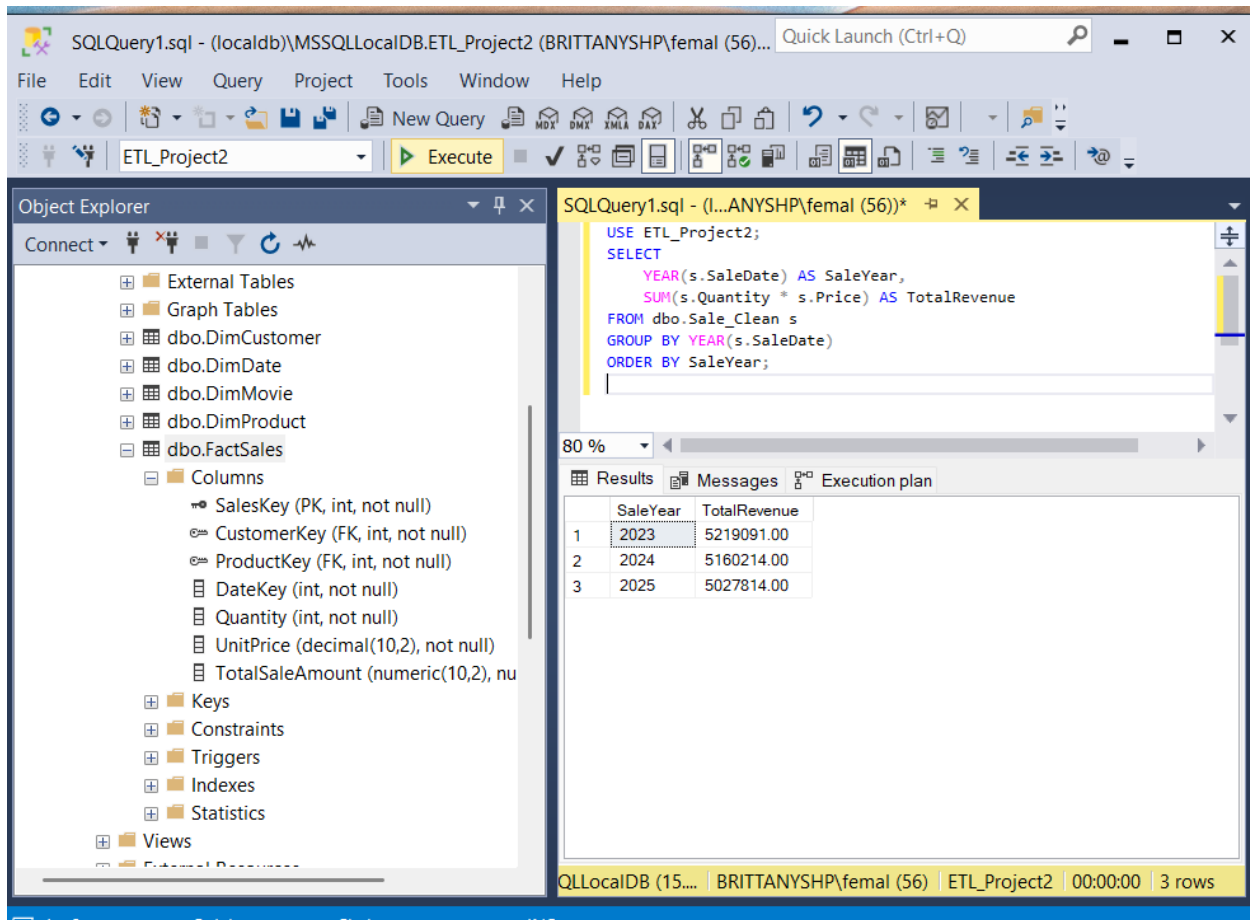 SQLQuery1.sql - (localdb)\MSSQLLocalDB.ETL_Project2 (BRITTANYSHP\femal (56)...
Quick Launch (Ctrl+Q)
File Edit View Query Project Tools Window Help
New Query MDX DMX XMLA DAX
ETL_Project2 Execute
Object Explorer
Connect
External Tables
Graph Tables
dbo.DimCustomer
dbo.DimDate
dbo.DimMovie
dbo.DimProduct
dbo.FactSales
Columns
SalesKey (PK, int, not null)
CustomerKey (FK, int, not null)
ProductKey (FK, int, not null)
DateKey (int, not null)
Quantity (int, not null)
UnitPrice (decimal(10,2), not null)
TotalSaleAmount (numeric(10,2), nu
Keys
Constraints
Triggers
Indexes
Statistics
Views
SQLQuery1.sql - (l...ANYSHP\femal (56))*
USE ETL_Project2;
SELECT
YEAR(s.SaleDate) AS SaleYear,
SUM(s.Quantity * s.Price) AS TotalRevenue
FROM dbo.Sale_Clean s
GROUP BY YEAR(s.SaleDate)
ORDER BY SaleYear;
80 %
Results Messages Execution plan
SaleYear TotalRevenue
1 2023 5219091.00
2 2024 5160214.00
3 2025 5027814.00
QLLocalDB (15.... BRITTANYSHP\femal (56) ETL_Project2 00:00:00 3 rows